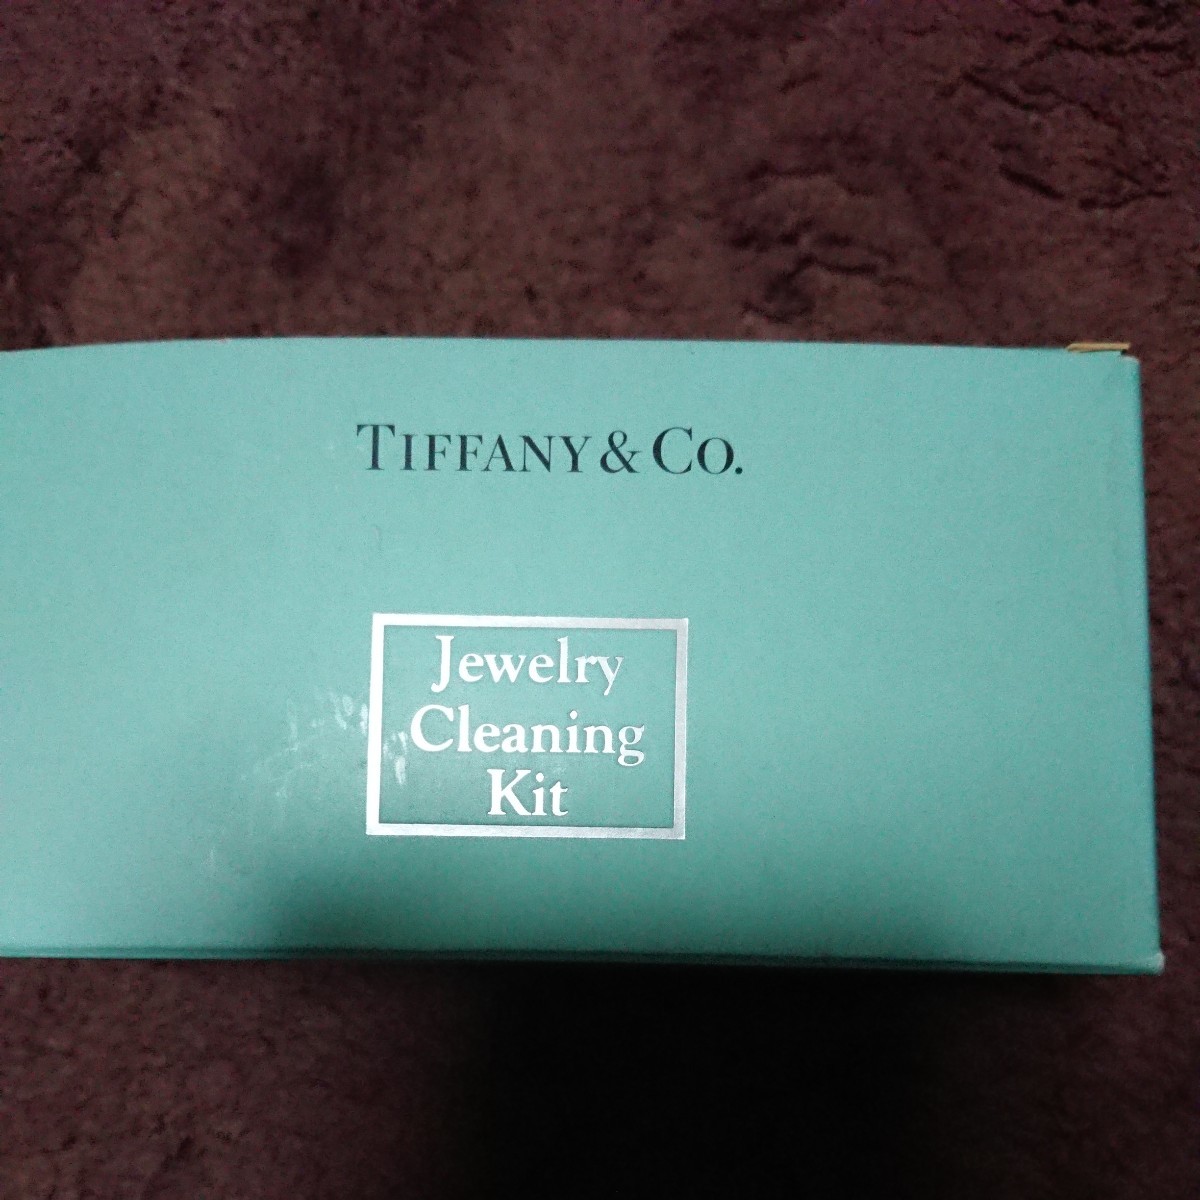 TIFFANY & CO.
Jewelry
Cleaning
Kit